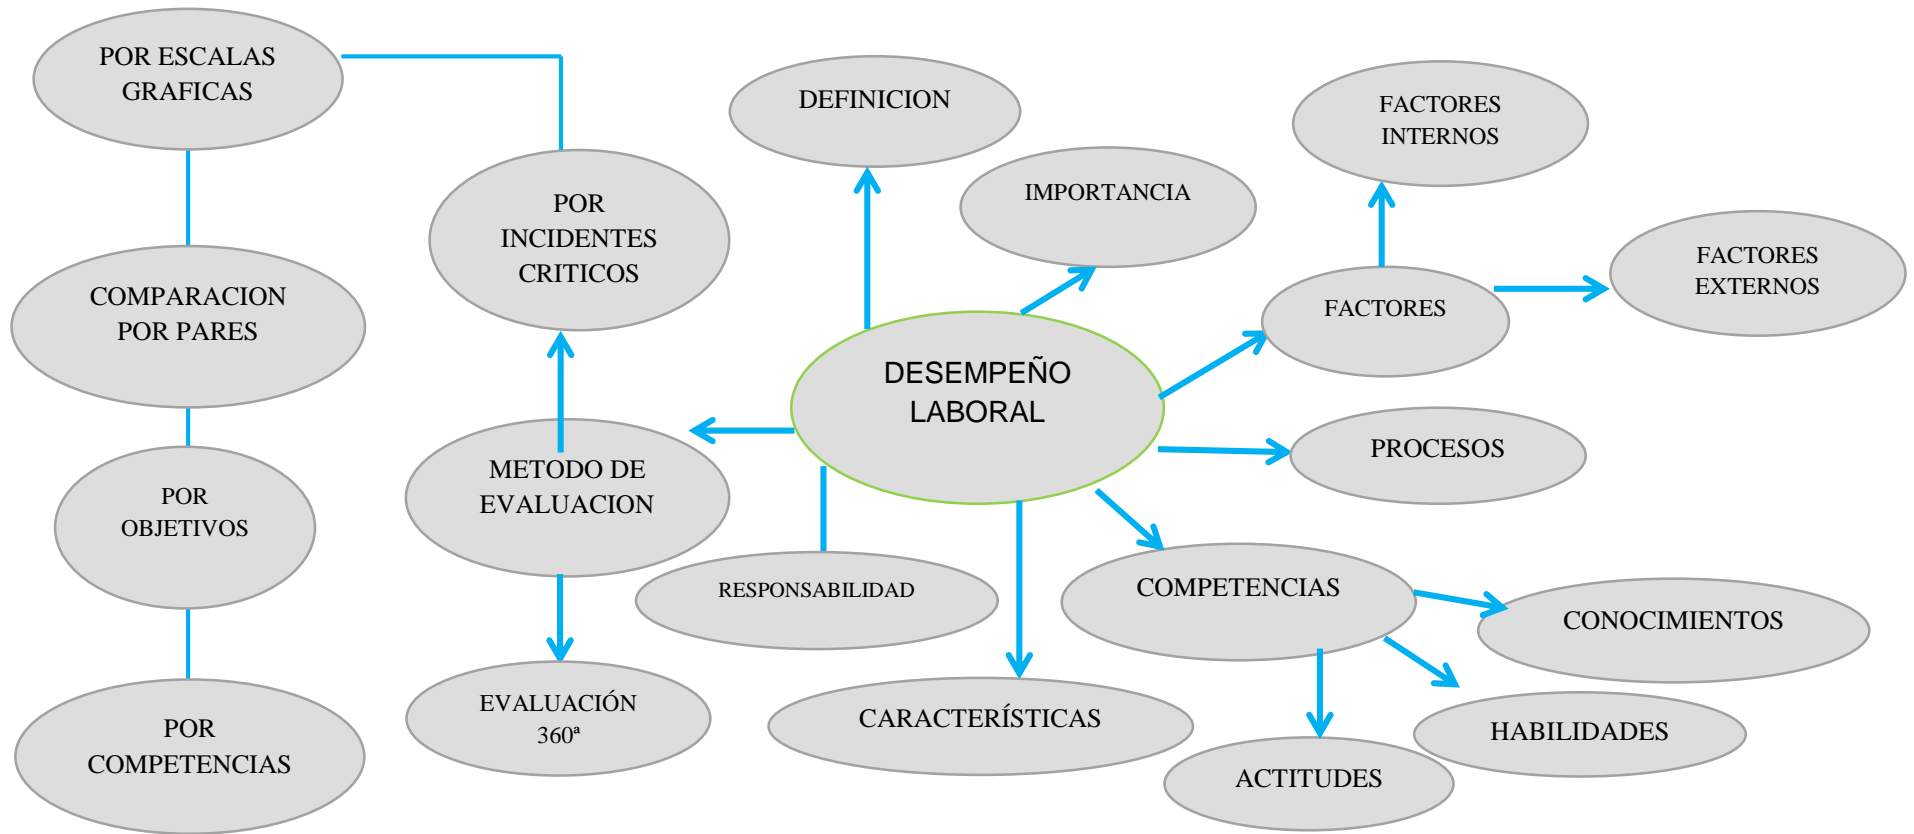 POR ESCALAS
GRAFICAS
DEFINICION
FACTORES
INTERNOS
IMPORTANCIA
POR
INCIDENTES
CRITICOS
FACTORES
EXTERNOS
COMPARACION
POR PARES
FACTORES
DESEMPEÑO
LABORAL
PROCESOS
METODO DE
EVALUACION
POR
OBJETIVOS
RESPONSABILIDAD
COMPETENCIAS
CONOCIMIENTOS
EVALUACIÓN
360ª
CARACTERÍSTICAS
HABILIDADES
POR
COMPETENCIAS
ACTITUDES